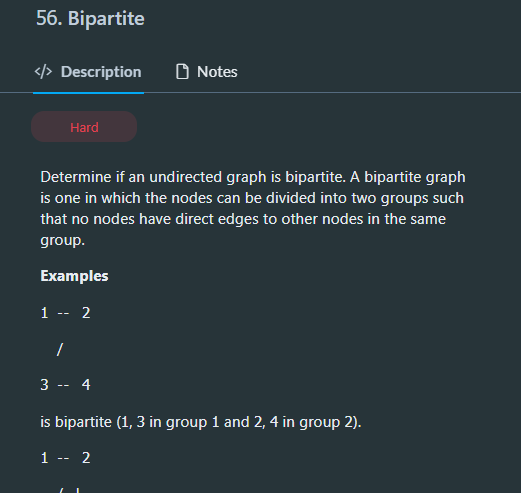 56. Bipartite
</> Description Notes
Hard
Determine if an undirected graph is bipartite. A bipartite graph
is one in which the nodes can be divided into two groups such
that no nodes have direct edges to other nodes in the same
group.
Examples
1 -- 2
/
3 -- 4
is bipartite (1, 3 in group 1 and 2, 4 in group 2).
1 -- 2
/ |